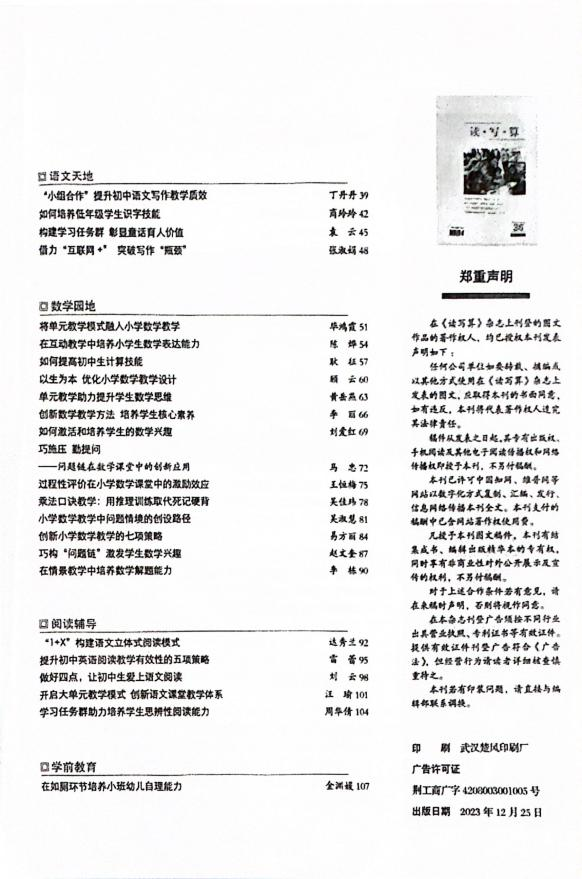 语文天地
“小组合作”提升初中语文写作教学质效 丁丹丹 39
如何培养低年级学生识字技能 商玲玲 42
构建学习任务群 彰显童话育人价值 袁云 45
借力“互联网+” 突破写作“瓶颈” 张淑娟 48
数学园地
将单元教学模式融入小学数学教学 毕鸿霞 51
在互动教学中培养小学生数学表达能力 陈烨 54
如何提高初中生计算技能 耿征 57
以生为本 优化小学数学教学设计 顾云 60
单元教学助力提升学生数学思维 黄岳燕 63
创新数学教学方法 培养学生核心素养 李丽 66
如何激活和培养学生的数学兴趣 刘爱红 69
巧施压 勤提问
——问题链在数学课堂中的创新应用 马忠 72
过程性评价在小学数学课堂中的激励效应 王恒梅 75
乘法口诀教学：用推理训练取代死记硬背 吴佳玮 78
小学数学教学中问题情境的创设路径 吴淑慧 81
创新小学数学教学的七项策略 易方丽 84
巧构“问题链”激发学生数学兴趣 赵文奎 87
在情景教学中培养数学解题能力 李栋 90
阅读辅导
“1+X”构建语文立体式阅读模式 达秀兰 92
提升初中英语阅读教学有效性的五项策略 雷蕾 95
做好四点，让初中生爱上语文阅读 刘云 98
开启大单元教学模式 创新语文课堂教学体系 汪瑜 101
学习任务群助力培养学生思辨性阅读能力 周华倩 104
学前教育
在如厕环节培养小班幼儿自理能力 金渊媛 107
读·写·算
36
郑重声明
在《读写算》杂志上刊登的图文
作品的著作权人，均已授权本刊发表
声明如下：
任何公司单位如要转载、摘编或
以其他方式使用在《读写算》杂志上
发表的图文，应取得本刊的书面同意，
如有违反，本刊将代表著作权人追究
其法律责任。
稿件从发表之日起，其专有出版权、
手机阅读及其他电子阅读传播权和网络
传播权即授予本刊，不另付稿酬。
本刊已许可中国知网、维普网等
网站以数字化方式复制、汇编、发行、
信息网络传播本刊全文。本刊支付的
稿酬中已含网站著作权使用费。
凡授予本刊图文稿件，本刊有结
集成书、编辑出版精华本的专有权，
同时享有非商业性对外公开展示及宣
传的权利，不另付稿酬。
对于上述合作条件若有意见，请
在来稿时声明，否则将视作同意。
在本杂志刊登广告须按不同行业
出具营业执照、专利证书等有效证件。
提供有效证件刊登广告符合《广告
法》，但经营行为请读者详细核查慎
重待之。
本刊若有印装问题，请直接与编
辑部联系调换。
印 刷 武汉楚风印刷厂
广告许可证
荆工商广字 4208003001005 号
出版日期 2023 年 12 月 25 日